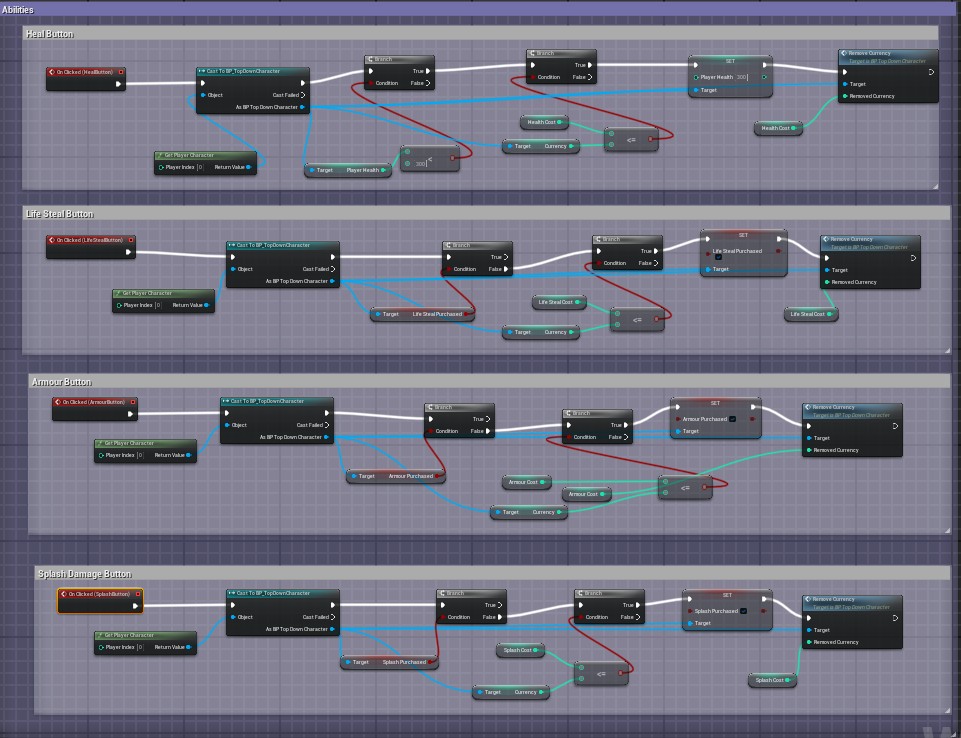 Abilities
Heal Button
On Clicked (HealButton)
Cast To BP_TopDownCharacter
Object
Cast Failed
As BP Top Down Character
Get Player Character
Player Index 0
Return Value
Target
Player Health
300
<
Branch
Condition
True
False
Branch
Condition
True
False
Health Cost
Target
Currency
<=
SET
Player Health 300
Target
Health Cost
Remove Currency
Target is BP Top Down Character
Target
Removed Currency
Life Steal Button
On Clicked (LifeStealButton)
Cast To BP_TopDownCharacter
Object
Cast Failed
As BP Top Down Character
Get Player Character
Player Index 0
Return Value
Target
Life Steal Purchased
Branch
Condition
True
False
Branch
Condition
True
False
Life Steal Cost
Target
Currency
<=
SET
Life Steal Purchased
Target
Life Steal Cost
Remove Currency
Target is BP Top Down Character
Target
Removed Currency
Armour Button
On Clicked (ArmourButton)
Cast To BP_TopDownCharacter
Object
Cast Failed
As BP Top Down Character
Get Player Character
Player Index 0
Return Value
Target
Armour Purchased
Branch
Condition
True
False
Branch
Condition
True
False
Armour Cost
Armour Cost
Target
Currency
<=
SET
Armour Purchased
Target
Remove Currency
Target is BP Top Down Character
Target
Removed Currency
Splash Damage Button
On Clicked (SplashButton)
Cast To BP_TopDownCharacter
Object
Cast Failed
As BP Top Down Character
Get Player Character
Player Index 0
Return Value
Target
Splash Purchased
Branch
Condition
True
False
Branch
Condition
True
False
Splash Cost
Target
Currency
<=
SET
Splash Purchased
Target
Splash Cost
Remove Currency
Target is BP Top Down Character
Target
Removed Currency